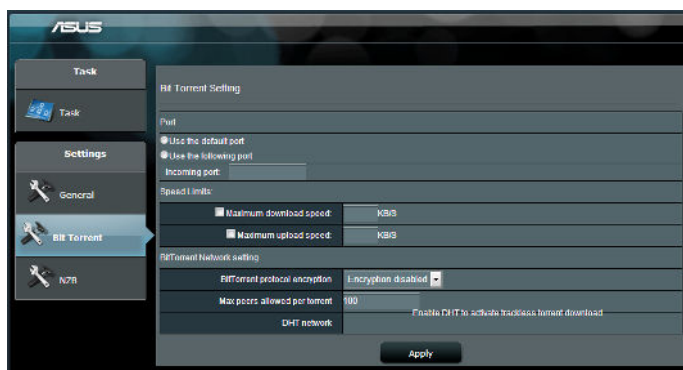 ASUS
Task
Task
Settings
General
Bit Torrent
NZB
Bit Torrent Setting
Port
Use the default port
Use the following port
Incoming port:
Speed Limits:
Maximum download speed: KB/S
Maximum upload speed: KB/S
BitTorrent Network setting
BitTorrent protocol encryption Encryption disabled
Max peers allowed per torrent 100
Enable DHT to activate trackless torrent download
DHT network
Apply